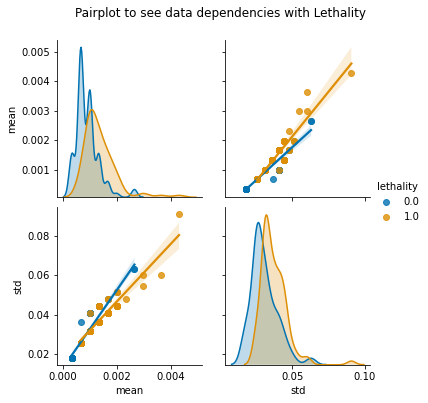 Pairplot to see data dependencies with Lethality
0.005
0.004
0.003
0.002
0.001
mean
lethality
0.0
1.0
0.08
0.06
0.04
0.02
std
0.000 0.002 0.004
mean
0.05 0.10
std